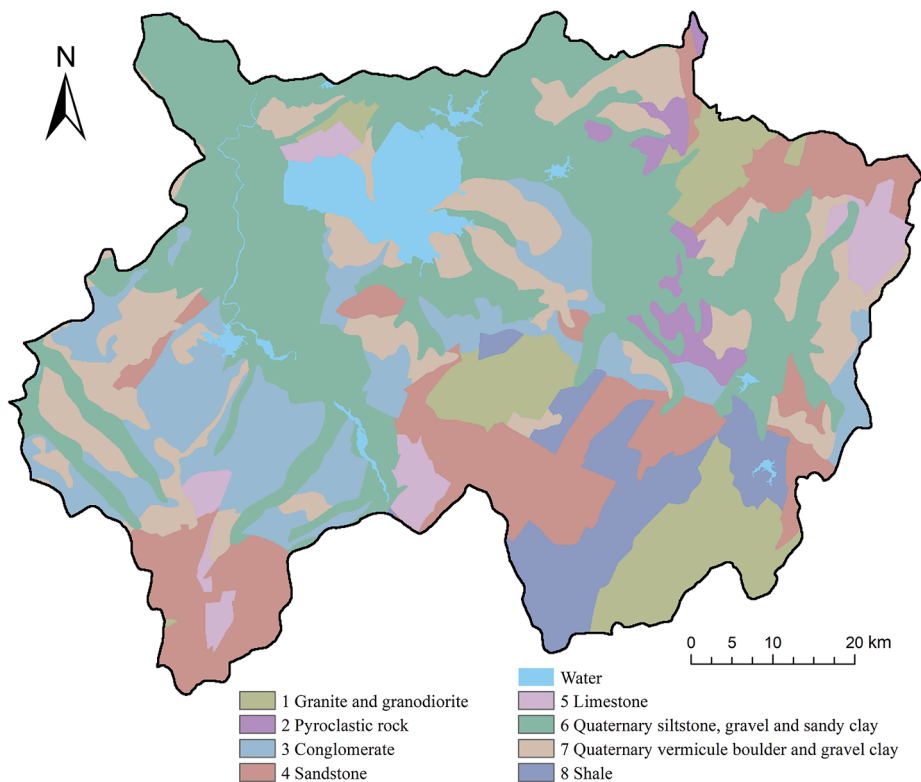 N
0 5 10 20 km
Water
1 Granite and granodiorite
5 Limestone
2 Pyroclastic rock
6 Quaternary siltstone, gravel and sandy clay
3 Conglomerate
7 Quaternary vermicule boulder and gravel clay
4 Sandstone
8 Shale